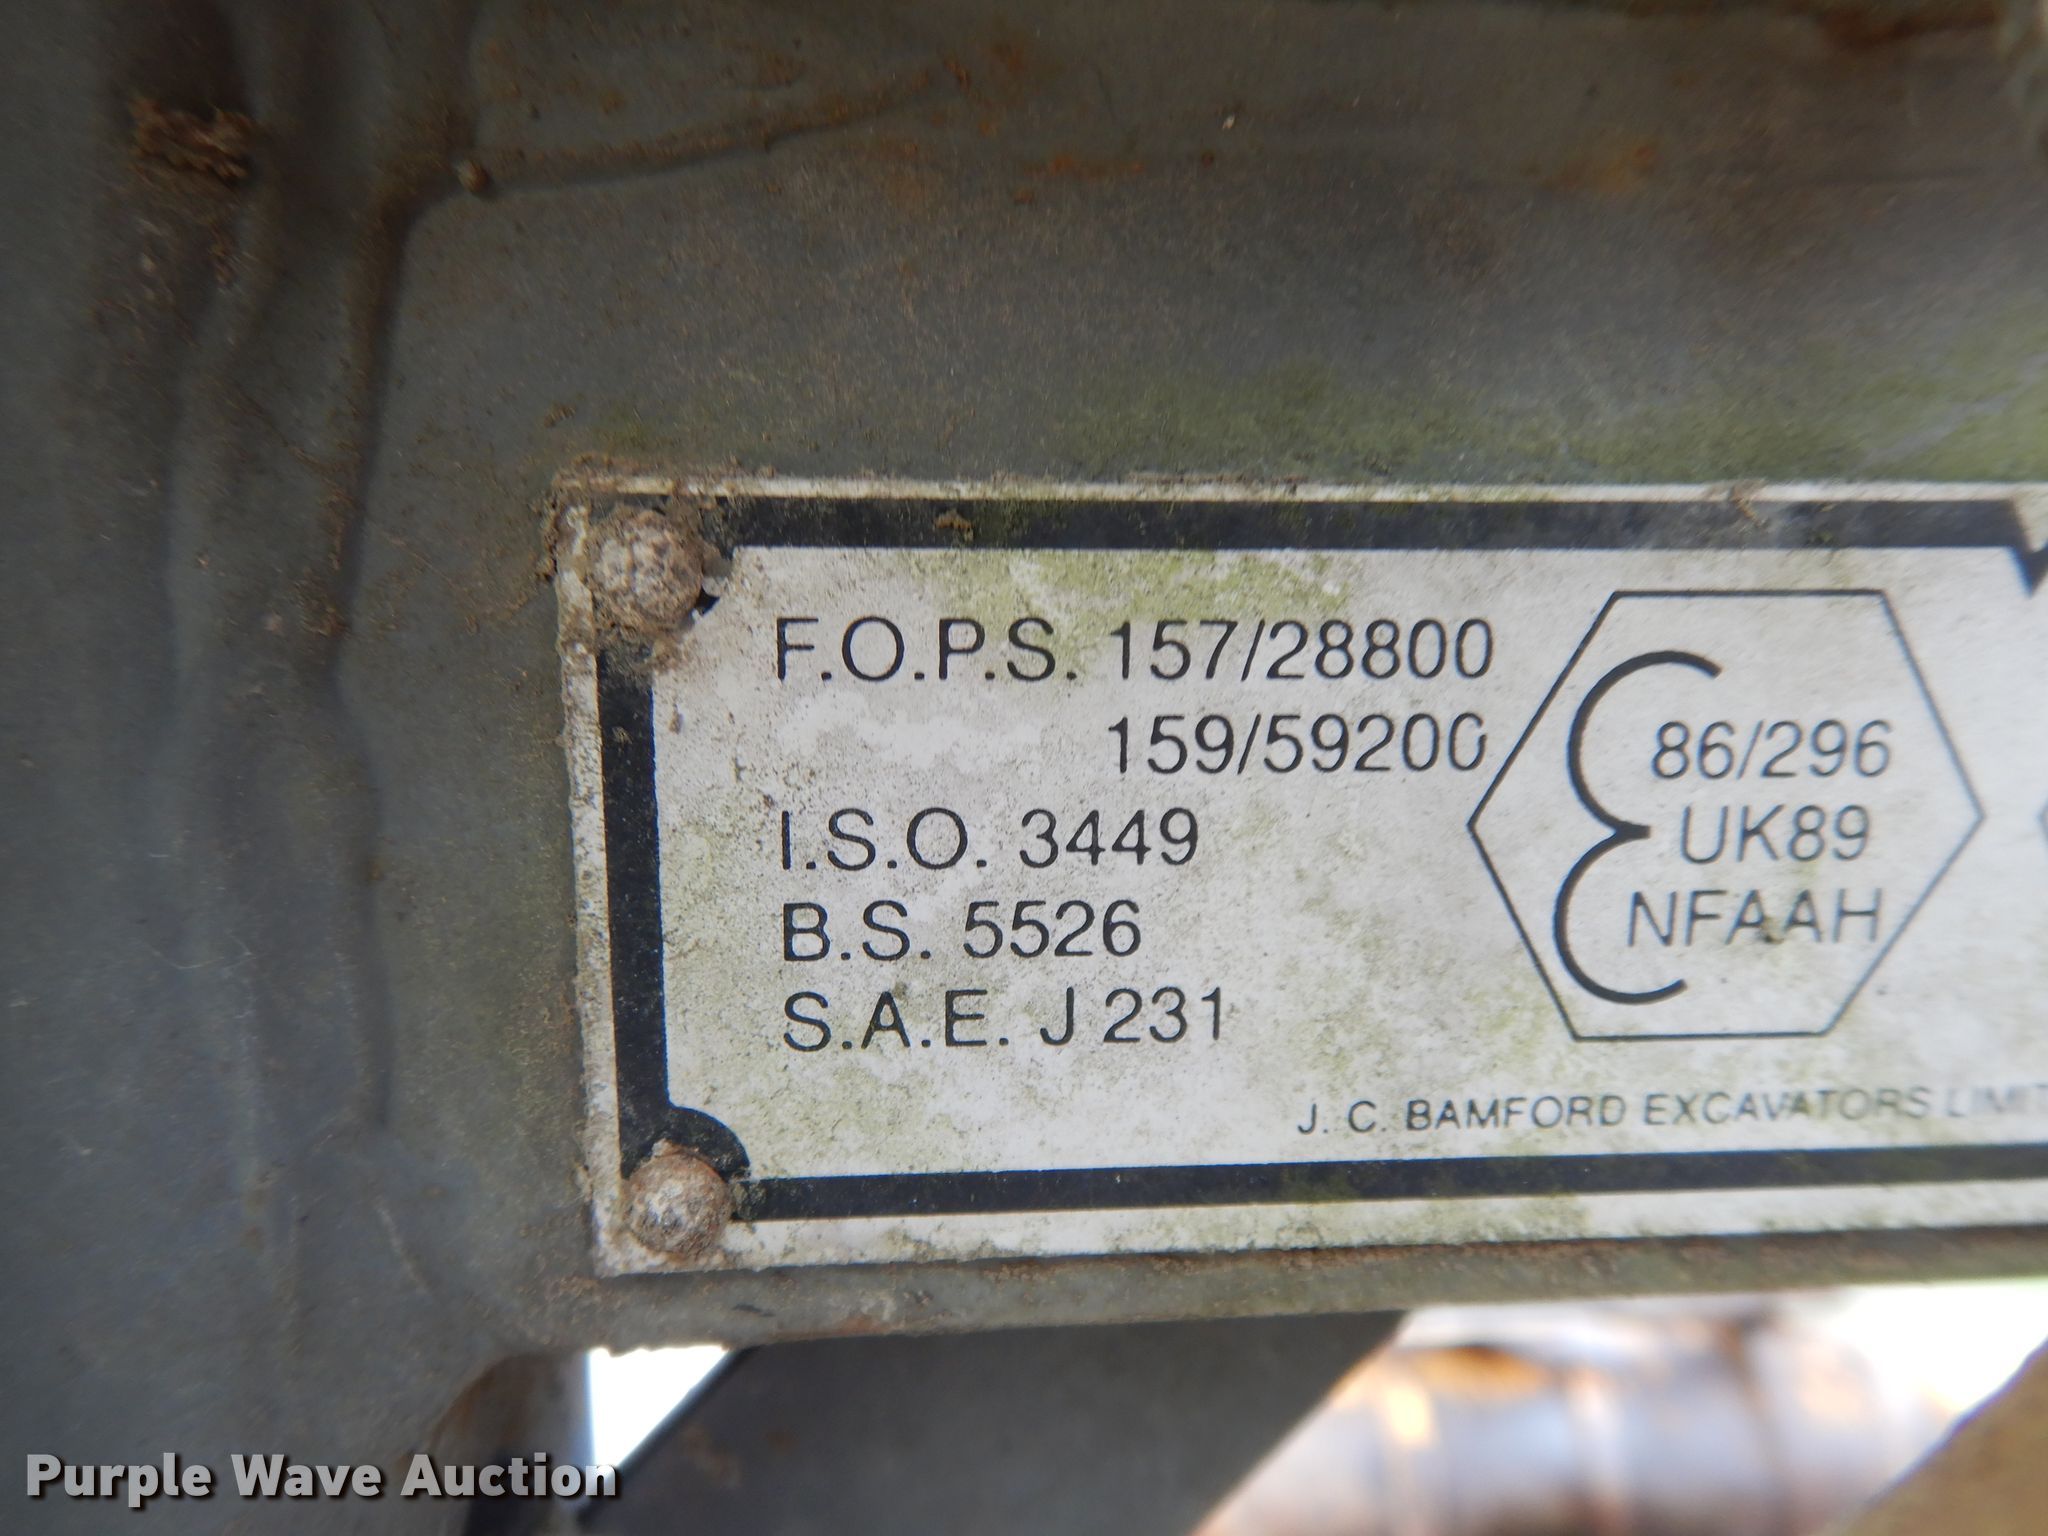 F.O.P.S. 157/28800
159/59200
I.S.O. 3449
B.S. 5526
S.A.E. J 231
86/296
UK89
NFAAH
J. C. BAMFORD EXCAVATORS
Purple Wave Auction